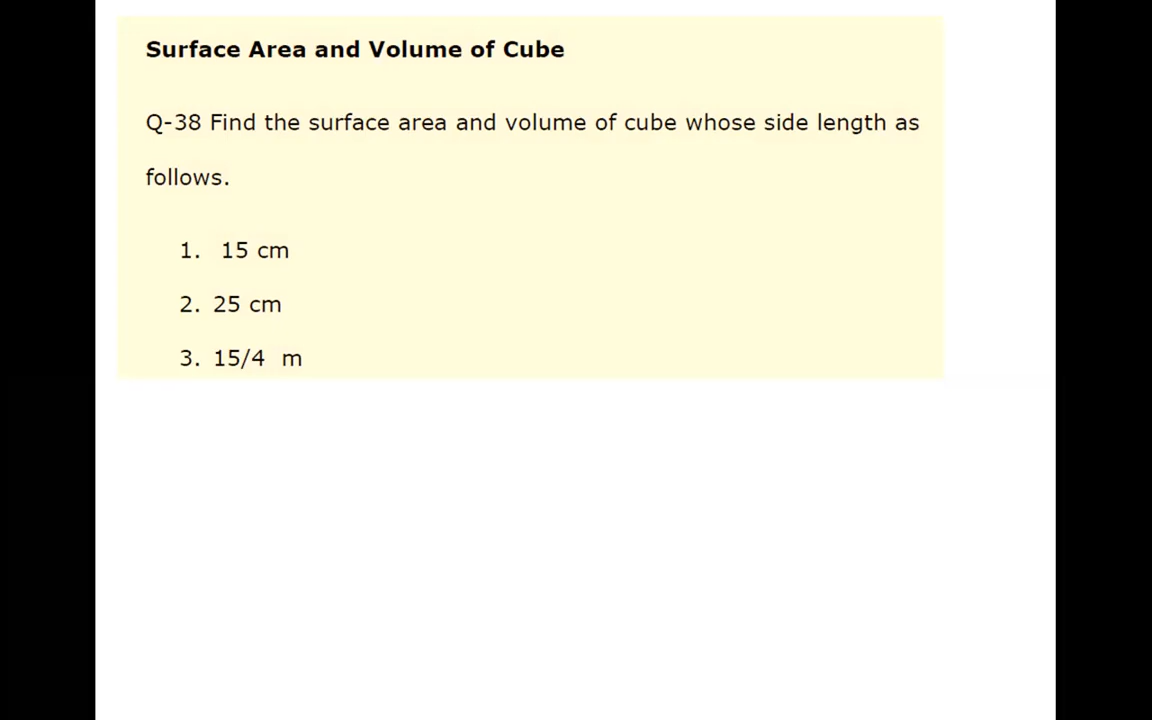 Surface Area and Volume of Cube
Q-38 Find the surface area and volume of cube whose side length as
follows.
1. 15 cm
2. 25 cm
3. 15/4 m